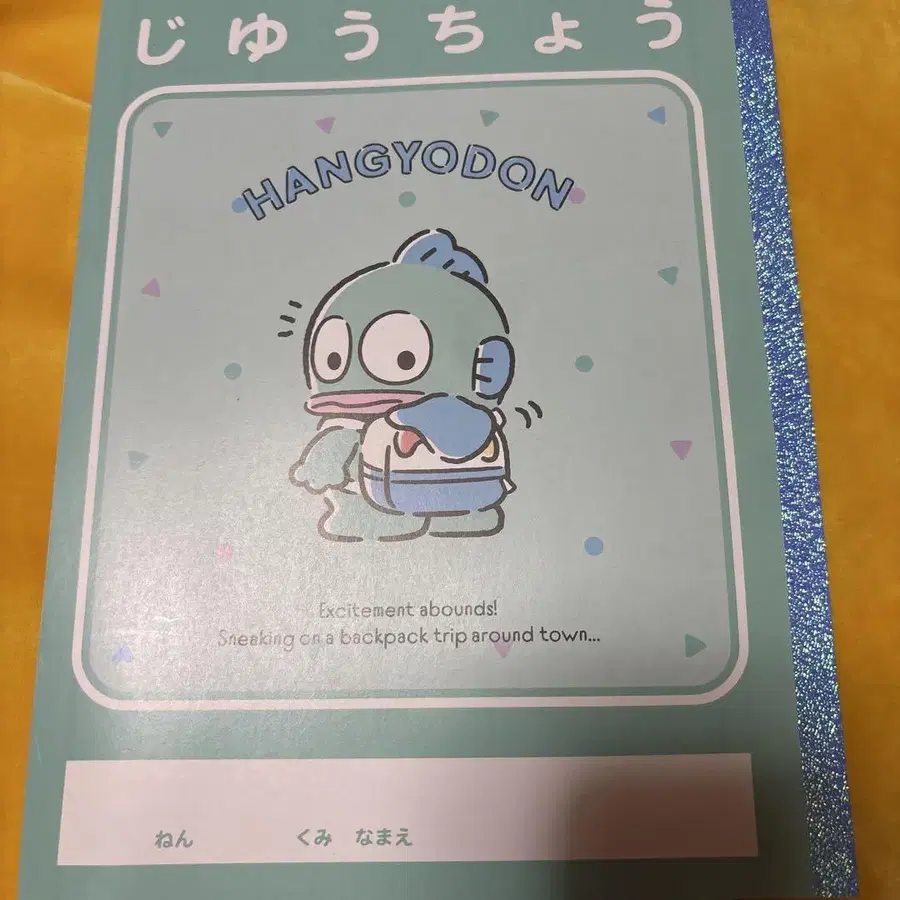 じゆうちょう
HANGYODON
Excitement abounds!
Sneaking on a backpack trip around town...
ねん くみ なまえ